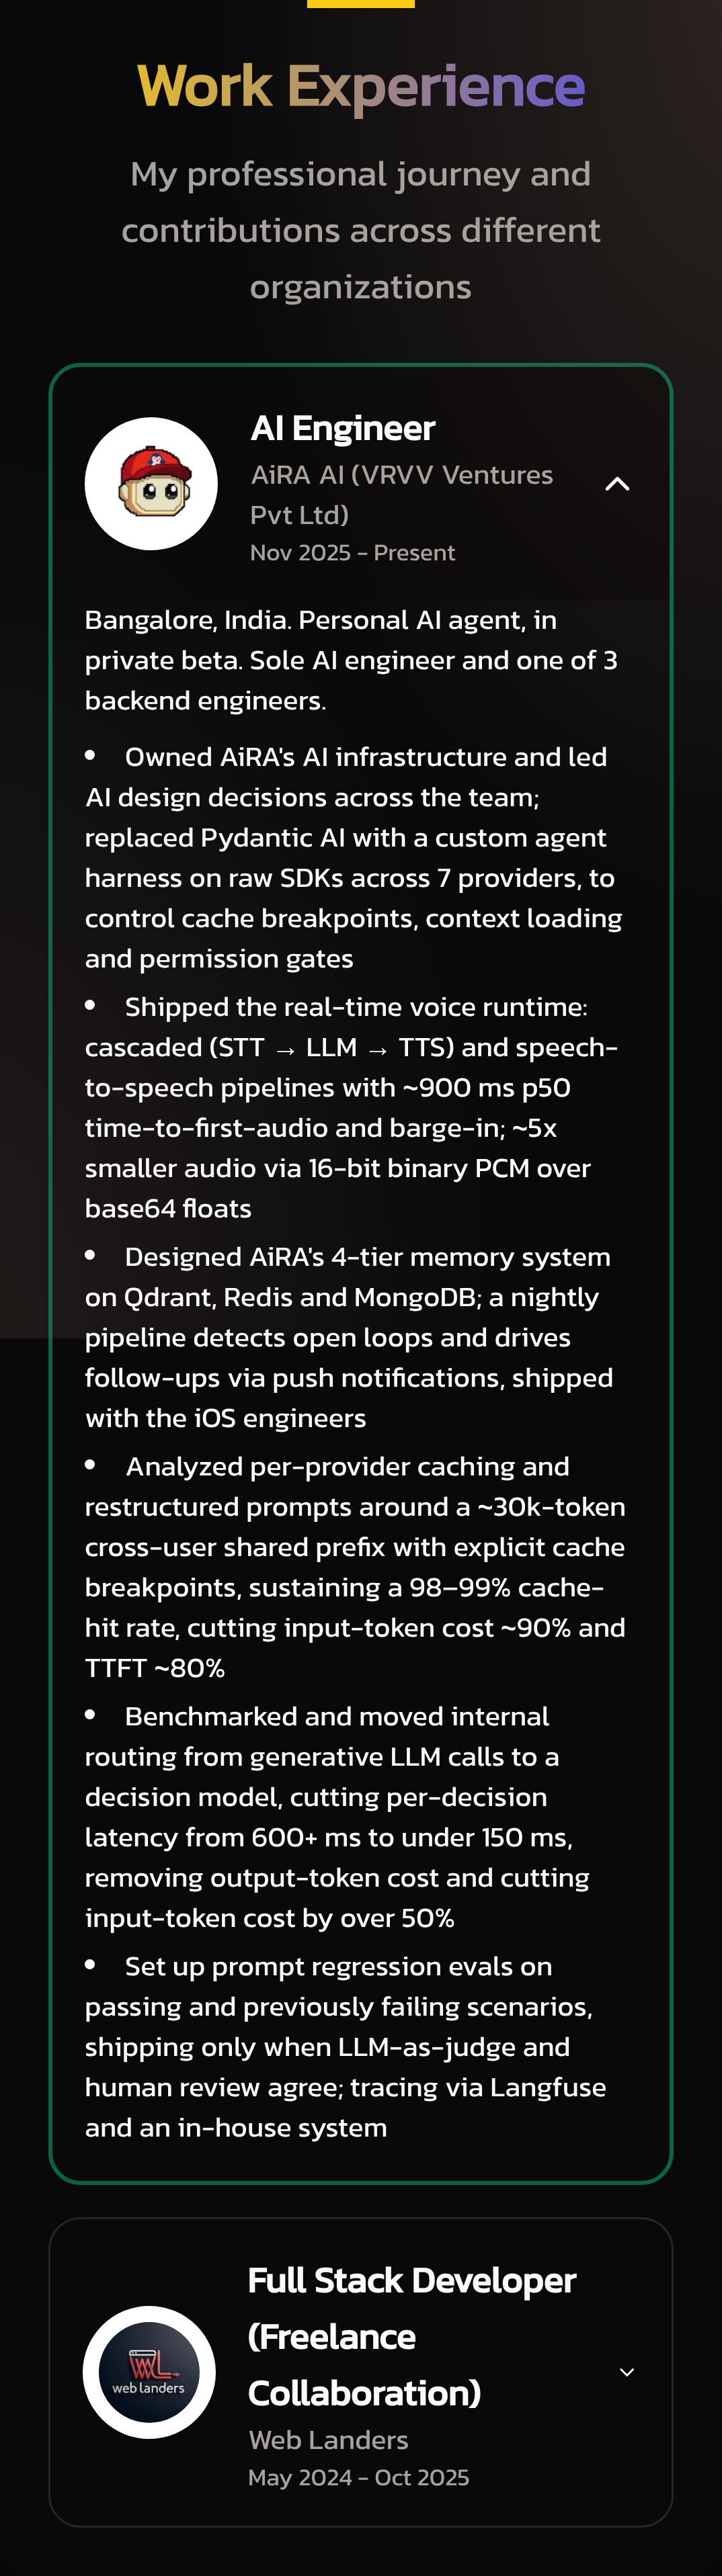 Work Experience
My professional journey and
contributions across different
organizations
AI Engineer
AiRA AI (VRVV Ventures
Pvt Ltd)
Nov 2025 - Present
Bangalore, India. Personal AI agent, in
private beta. Sole AI engineer and one of 3
backend engineers.
• Owned AiRA's AI infrastructure and led
AI design decisions across the team;
replaced Pydantic AI with a custom agent
harness on raw SDKs across 7 providers, to
control cache breakpoints, context loading
and permission gates
• Shipped the real-time voice runtime:
cascaded (STT → LLM → TTS) and speech-
to-speech pipelines with ~900 ms p50
time-to-first-audio and barge-in; ~5x
smaller audio via 16-bit binary PCM over
base64 floats
• Designed AiRA's 4-tier memory system
on Qdrant, Redis and MongoDB; a nightly
pipeline detects open loops and drives
follow-ups via push notifications, shipped
with the iOS engineers
• Analyzed per-provider caching and
restructured prompts around a ~30k-token
cross-user shared prefix with explicit cache
breakpoints, sustaining a 98–99% cache-
hit rate, cutting input-token cost ~90% and
TTFT ~80%
• Benchmarked and moved internal
routing from generative LLM calls to a
decision model, cutting per-decision
latency from 600+ ms to under 150 ms,
removing output-token cost and cutting
input-token cost by over 50%
• Set up prompt regression evals on
passing and previously failing scenarios,
shipping only when LLM-as-judge and
human review agree; tracing via Langfuse
and an in-house system
Full Stack Developer
(Freelance
Collaboration)
web landers
Web Landers
May 2024 - Oct 2025